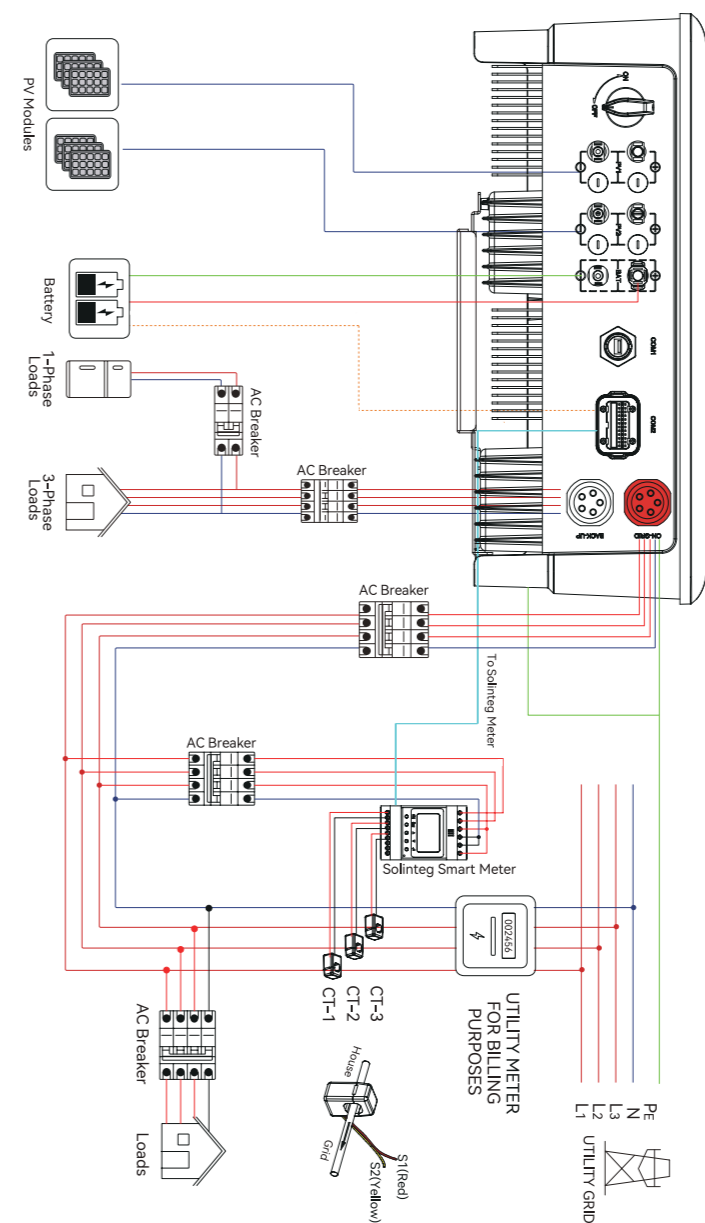 PV Modules
Battery
1-Phase
Loads
3-Phase
Loads
AC Breaker
AC Breaker
ON
OFF
PV1
PV2
BAT
COM1
COM2
BACK-UP
ON-GRID
AC Breaker
To Solinteg Meter
AC Breaker
Solinteg Smart Meter
002456
UTILITY METER
FOR BILLING
PURPOSES
CT-3
CT-2
CT-1
AC Breaker
Loads
House
Grid
S1(Red)
S2(Yellow)
PE
N
L3
L2
L1
UTILITY GRID